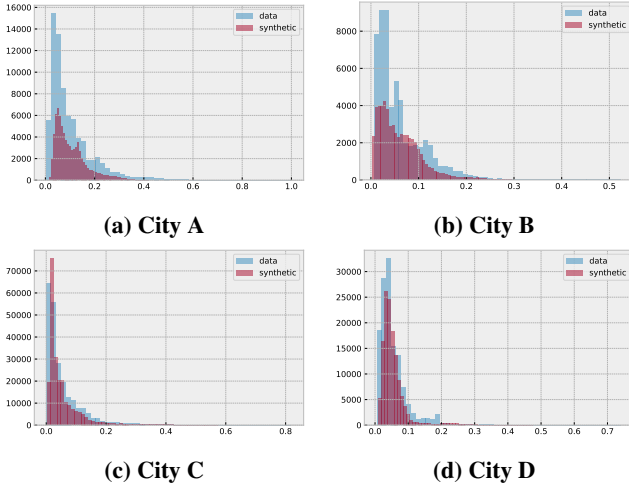 16000
14000
12000
10000
8000
6000
4000
2000
0
0.0 0.2 0.4 0.6 0.8 1.0
data
synthetic
(a) City A
8000
6000
4000
2000
0
0.0 0.1 0.2 0.3 0.4 0.5
data
synthetic
(b) City B
70000
60000
50000
40000
30000
20000
10000
0
0.0 0.2 0.4 0.6 0.8
data
synthetic
(c) City C
30000
25000
20000
15000
10000
5000
0
0.0 0.1 0.2 0.3 0.4 0.5 0.6 0.7
data
synthetic
(d) City D